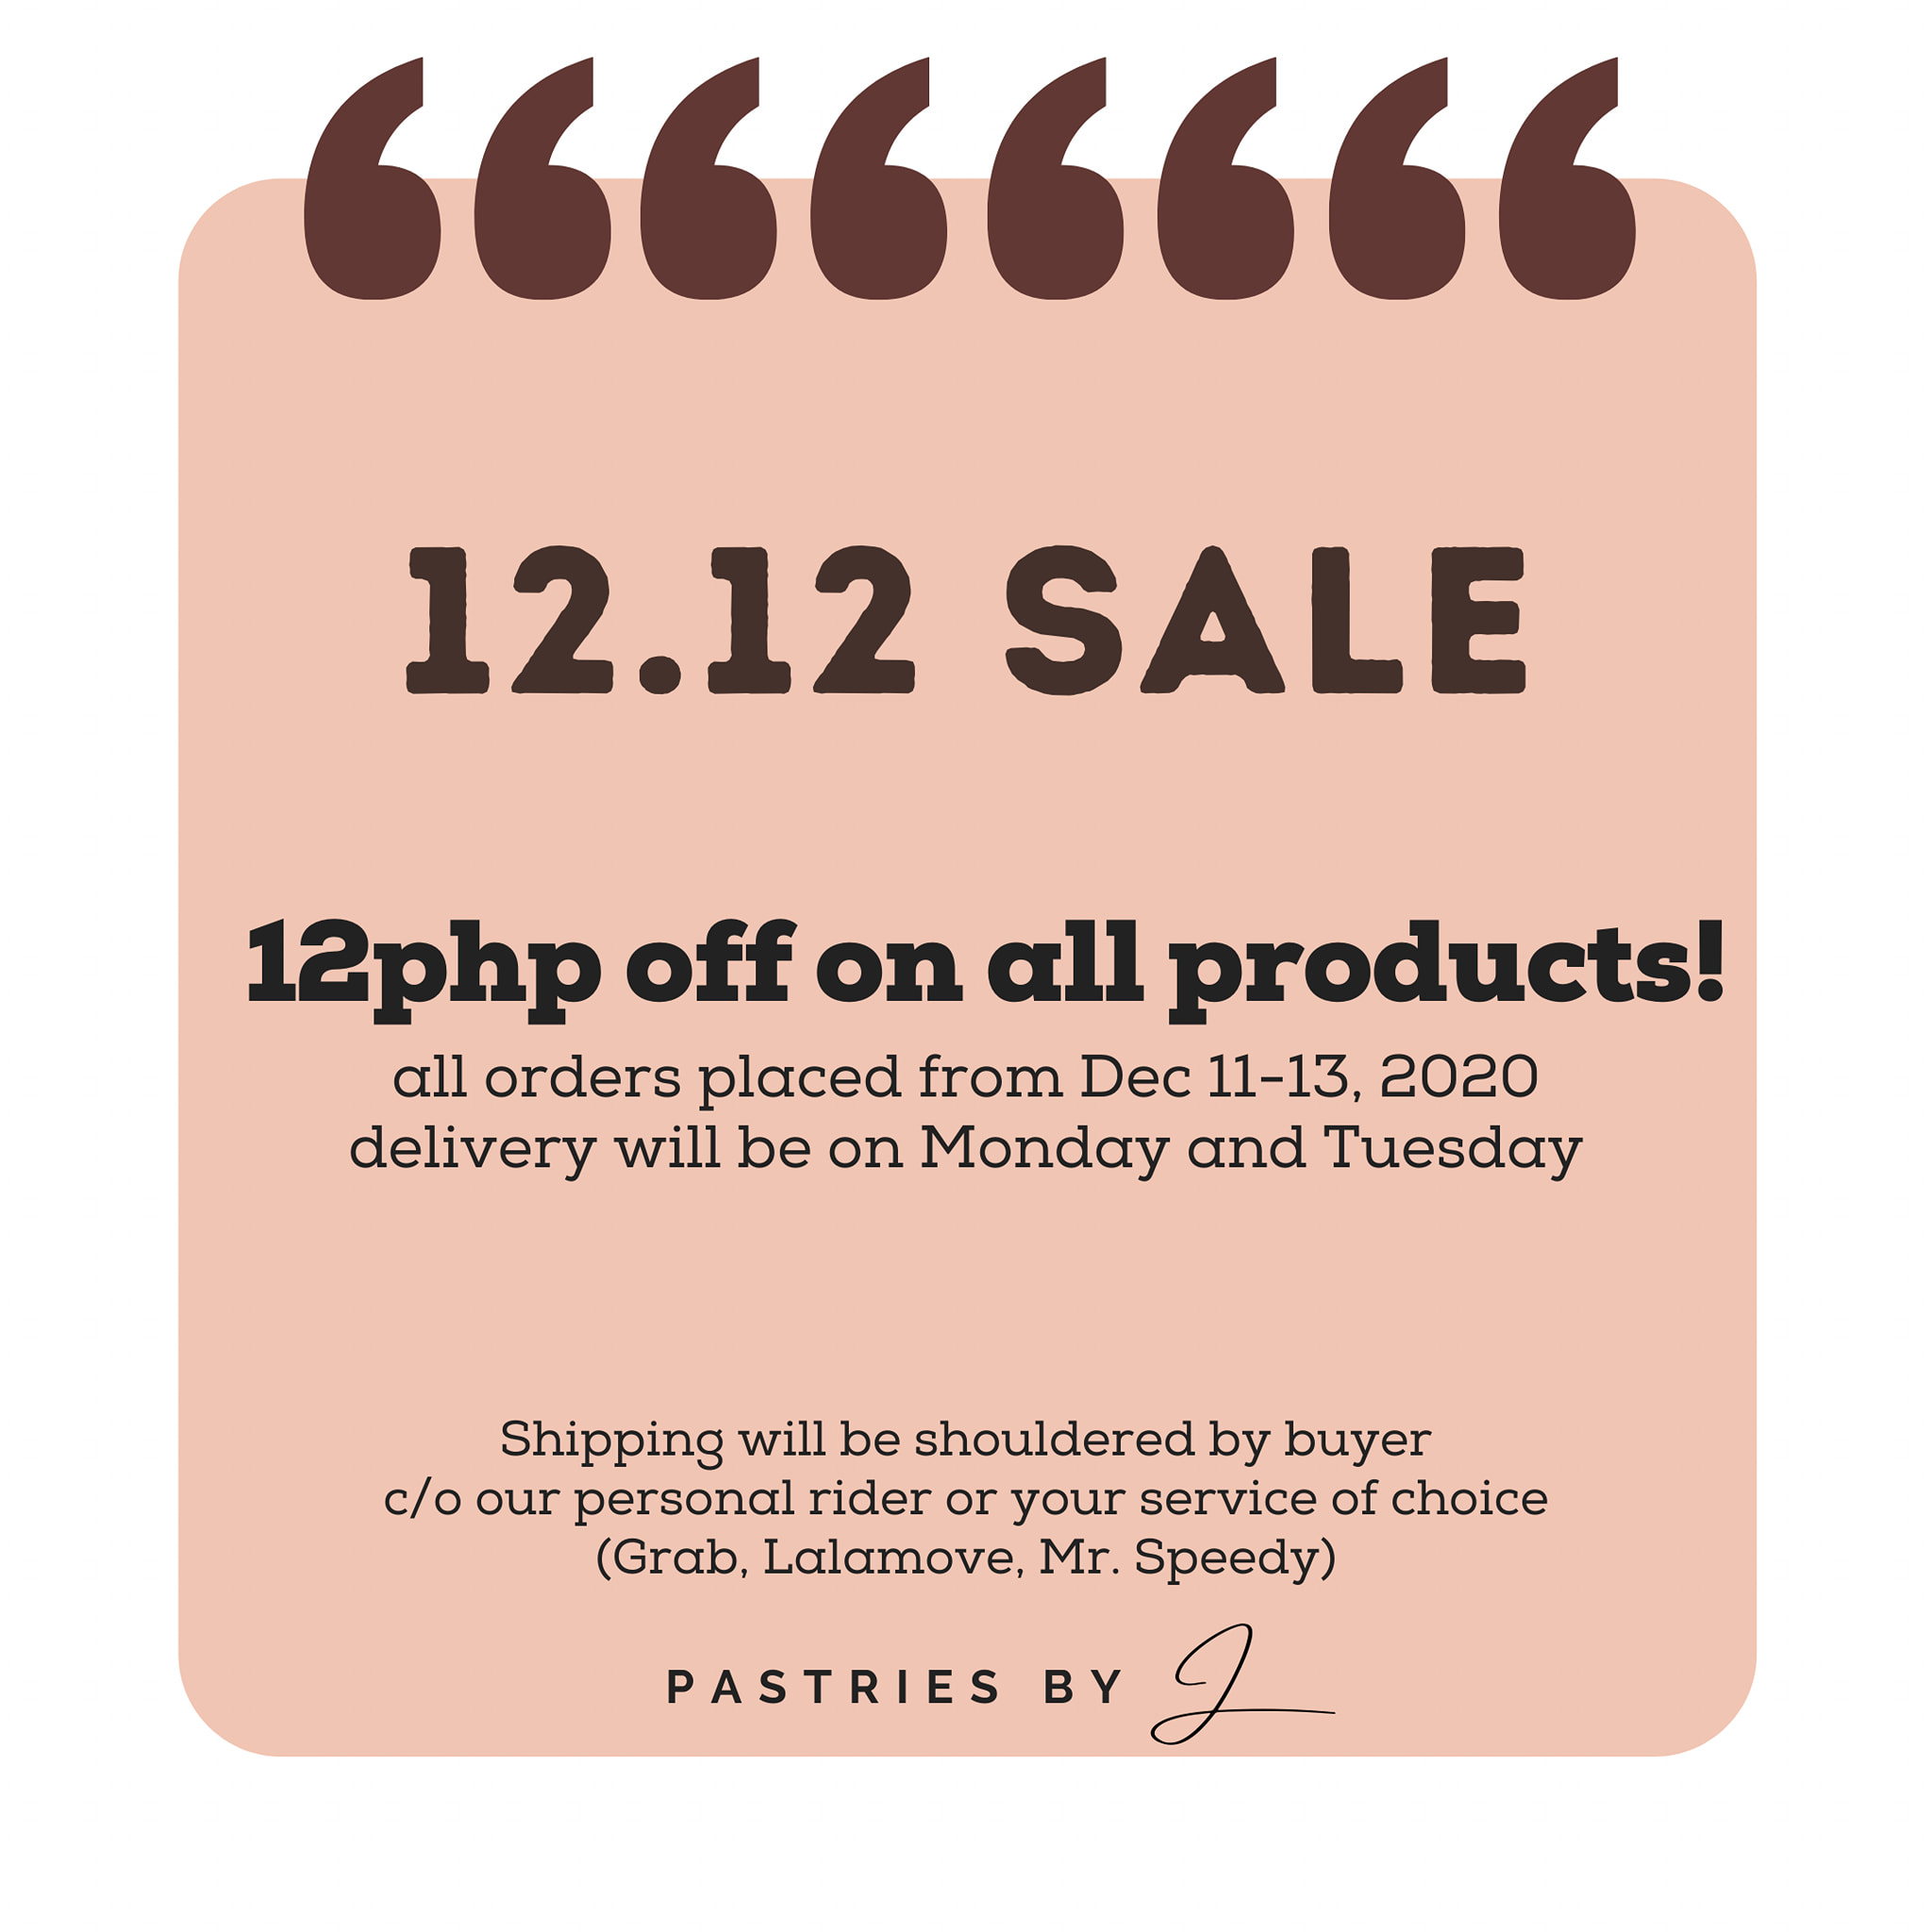 12.12 SALE
12php off on all products!
all orders placed from Dec 11-13, 2020
delivery will be on Monday and Tuesday
Shipping will be shouldered by buyer
c/o our personal rider or your service of choice
(Grab, Lalamove, Mr. Speedy)
PASTRIES BY J